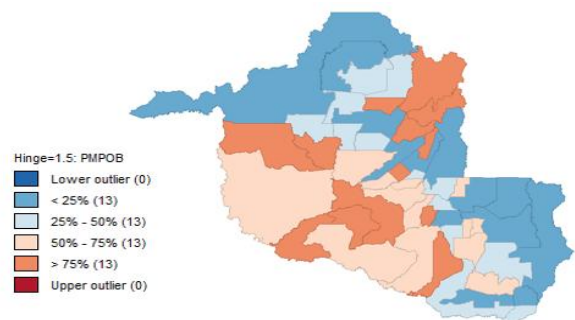 Hinge=1.5: PMPOB
Lower outlier (0)
< 25% (13)
25% - 50% (13)
50% - 75% (13)
> 75% (13)
Upper outlier (0)